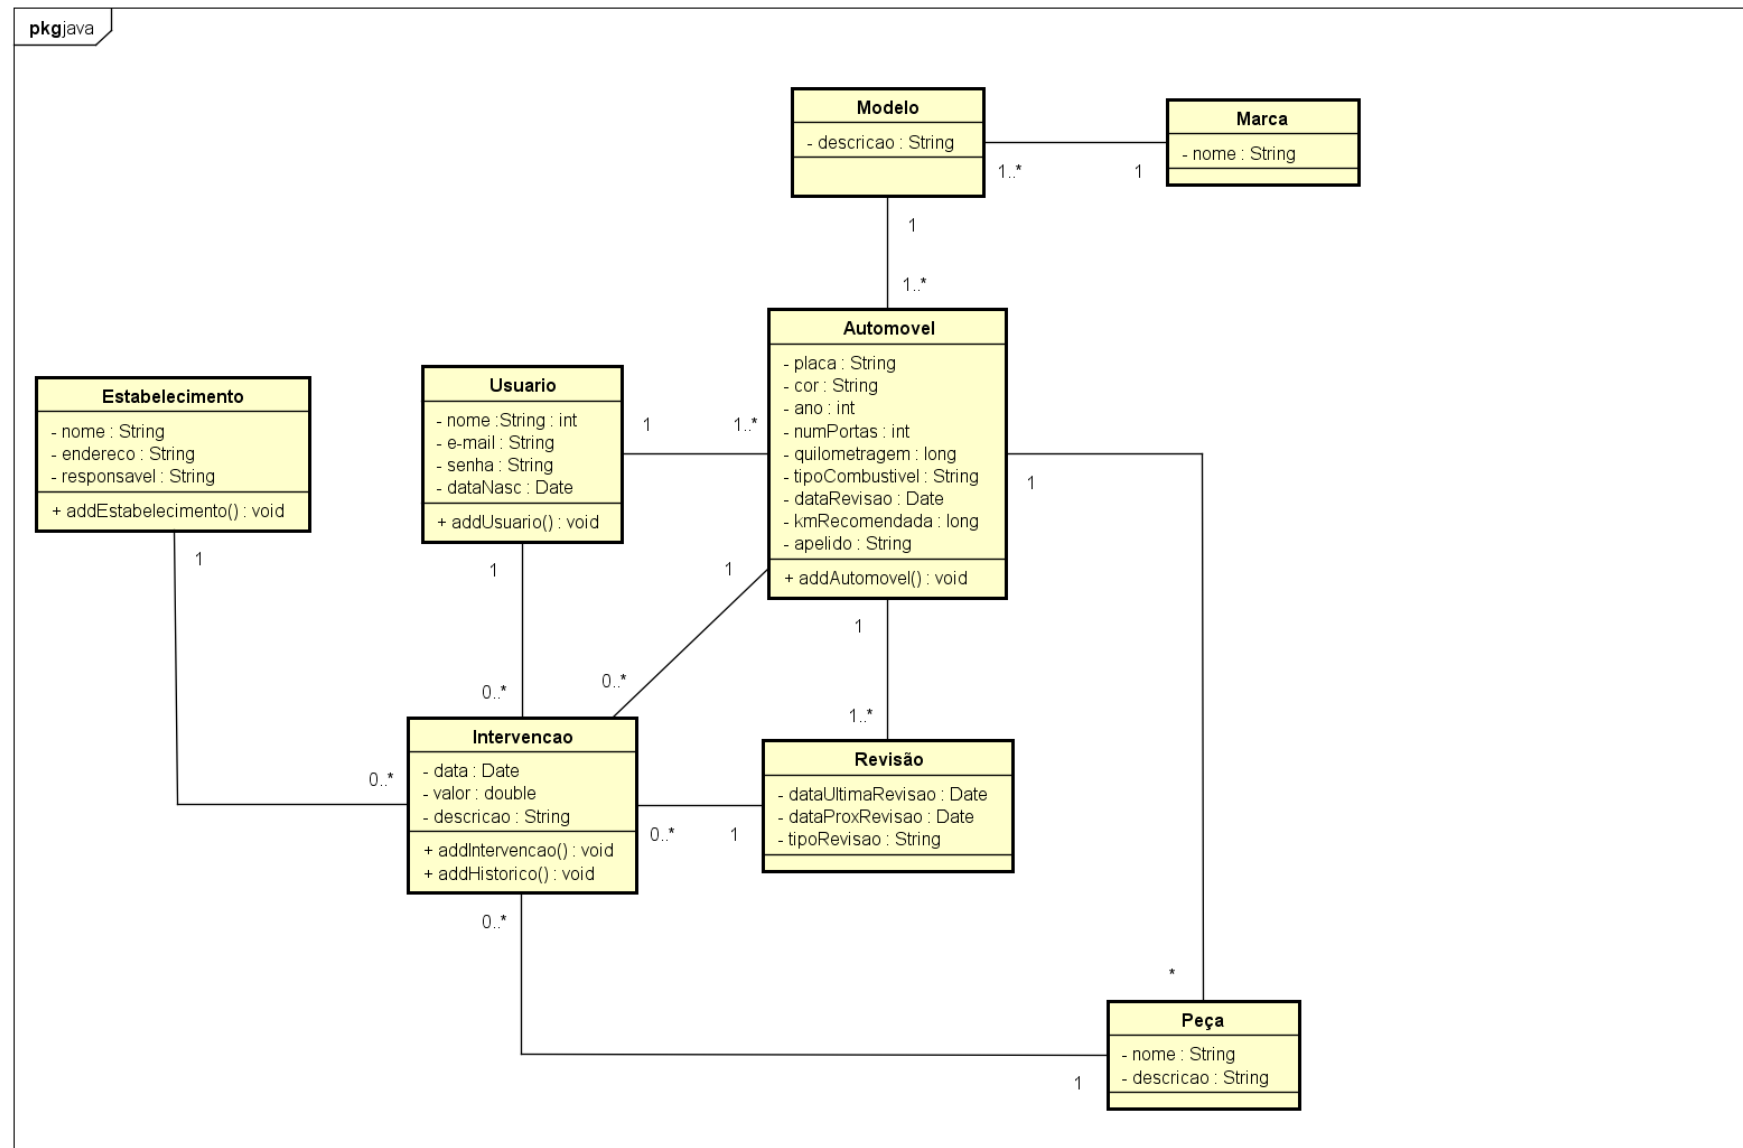 pkgjava
Modelo
- descricao : String
Marca
- nome : String
1..*
1
1
1..*
Automovel
- placa : String
- cor : String
- ano : int
- numPortas : int
- quilometragem : long
- tipoCombustivel : String
- dataRevisao : Date
- kmRecomendada : long
- apelido : String
+ addAutomovel() : void
Usuario
- nome :String : int
- e-mail : String
- senha : String
- dataNasc : Date
+ addUsuario() : void
1
1..*
Estabelecimento
- nome : String
- endereco : String
- responsavel : String
+ addEstabelecimento() : void
1
1
1
1
1
0..*
0..*
1..*
0..*
Intervencao
- data : Date
- valor : double
- descricao : String
+ addIntervencao() : void
+ addHistorico() : void
0..*
1
Revisão
- dataUltimaRevisao : Date
- dataProxRevisao : Date
- tipoRevisao : String
0..*
*
Peça
- nome : String
- descricao : String
1